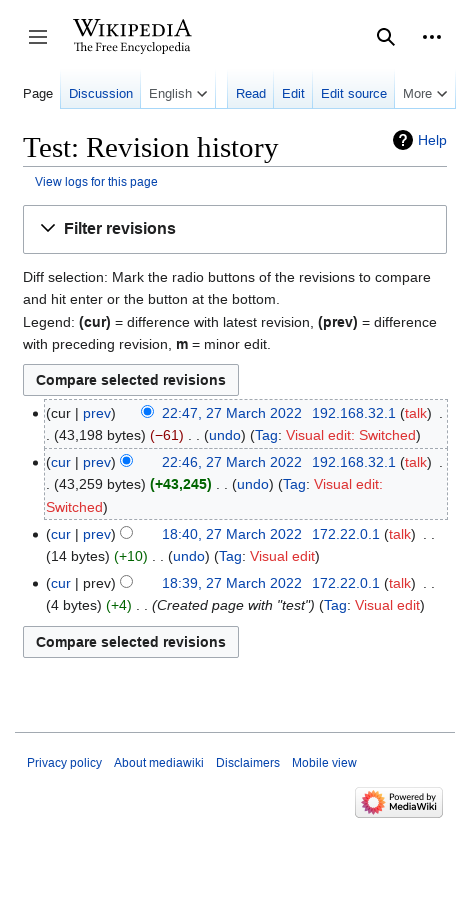 WIKIPEDIA
The Free Encyclopedia
Page Discussion English Read Edit Edit source More
Test: Revision history
Help
View logs for this page
Filter revisions
Diff selection: Mark the radio buttons of the revisions to compare
and hit enter or the button at the bottom.
Legend: (cur) = difference with latest revision, (prev) = difference
with preceding revision, m = minor edit.
Compare selected revisions
(cur | prev) 22:47, 27 March 2022 192.168.32.1 (talk) .
. (43,198 bytes) (−61) . . (undo) (Tag: Visual edit: Switched)
(cur | prev) 22:46, 27 March 2022 192.168.32.1 (talk) .
. (43,259 bytes) (+43,245) . . (undo) (Tag: Visual edit:
Switched)
(cur | prev) 18:40, 27 March 2022 172.22.0.1 (talk) . .
(14 bytes) (+10) . . (undo) (Tag: Visual edit)
(cur | prev) 18:39, 27 March 2022 172.22.0.1 (talk) . .
(4 bytes) (+4) . . (Created page with "test") (Tag: Visual edit)
Compare selected revisions
Privacy policy About mediawiki Disclaimers Mobile view
Powered by
MediaWiki